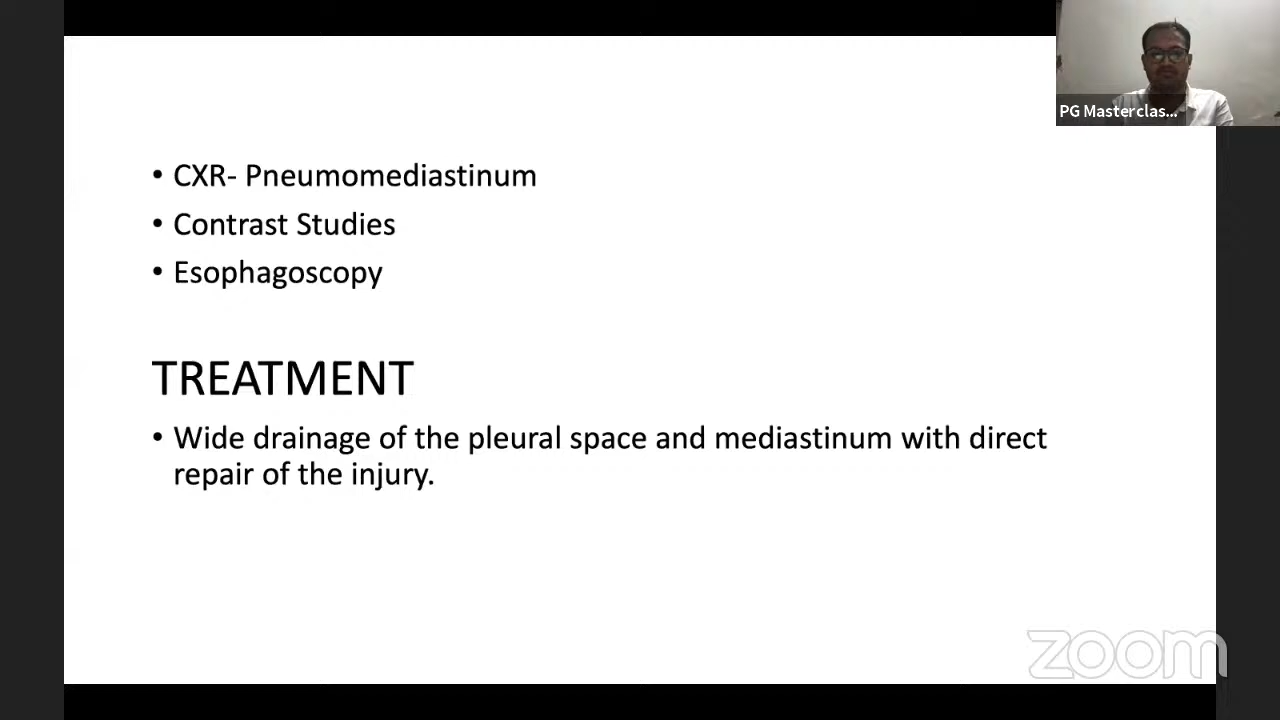 PG Masterclas...
• CXR- Pneumomediastinum
• Contrast Studies
• Esophagoscopy
TREATMENT
• Wide drainage of the pleural space and mediastinum with direct
repair of the injury.
zoom